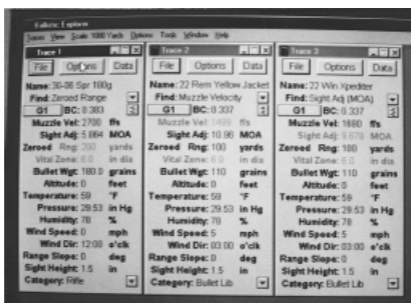 Ballistic Explorer
Traces View Scale 1000 Yards Options Tools Window Help
Trace 1
File Options Data
Name: 30-06 Spr 180g
Find: Zeroed Range
G1 BC: 0.383
Muzzle Vel: 2700 f/s
Sight Adj: 5.064 MOA
Zeroed Rng: 200 yards
Vital Zone: 6.0 in dia
Bullet Wgt: 180.0 grains
Altitude: 0 feet
Temperature: 59 °F
Pressure: 29.53 in Hg
Humidity: 78 %
Wind Speed: 0 mph
Wind Dir: 12:00 o'clk
Range Slope: 0 deg
Sight Height: 1.5 in
Category: Rifle
Trace 2
File Options Data
Name: 22 Rem Yellow Jacket
Find: Muzzle Velocity
G1 BC: 0.337
Muzzle Vel: f/s
Sight Adj: 10.96 MOA
Zeroed Rng: 100 yards
Vital Zone: 6.0 in dia
Bullet Wgt: 110 grains
Altitude: 0 feet
Temperature: 59 °F
Pressure: 29.53 in Hg
Humidity: 78 %
Wind Speed: 5 mph
Wind Dir: 03:00 o'clk
Range Slope: 0 deg
Sight Height: 1.5 in
Category: Bullet Lib
Trace 3
File Options Data
Name: 22 Win Xpediter
Find: Sight Adj (MOA)
G1 BC: 0.337
Muzzle Vel: 1680 f/s
Sight Adj: MOA
Zeroed Rng: 100 yards
Vital Zone: 6.0 in dia
Bullet Wgt: 110 grains
Altitude: 0 feet
Temperature: 59 °F
Pressure: 29.53 in Hg
Humidity: 78 %
Wind Speed: 5 mph
Wind Dir: 03:00 o'clk
Range Slope: 0 deg
Sight Height: 1.5 in
Category: Bullet Lib